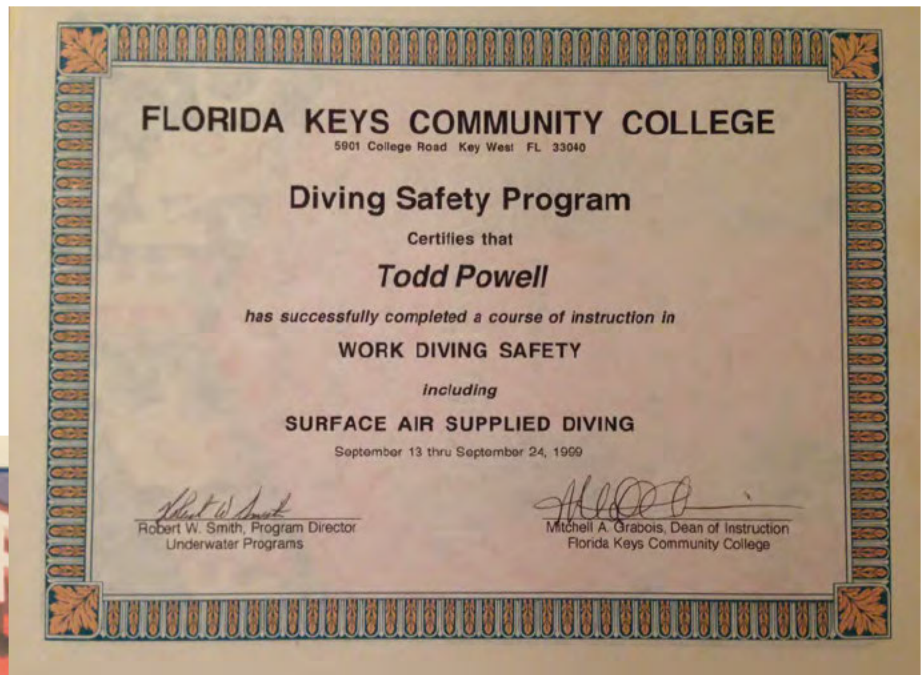 FLORIDA KEYS COMMUNITY COLLEGE
5901 College Road Key West FL 33040
Diving Safety Program
Certifies that
Todd Powell
has successfully completed a course of instruction in
WORK DIVING SAFETY
including
SURFACE AIR SUPPLIED DIVING
September 13 thru September 24, 1999
Robert W. Smith
Robert W. Smith, Program Director
Underwater Programs
Mitchell A. Grabois, Dean of Instruction
Florida Keys Community College